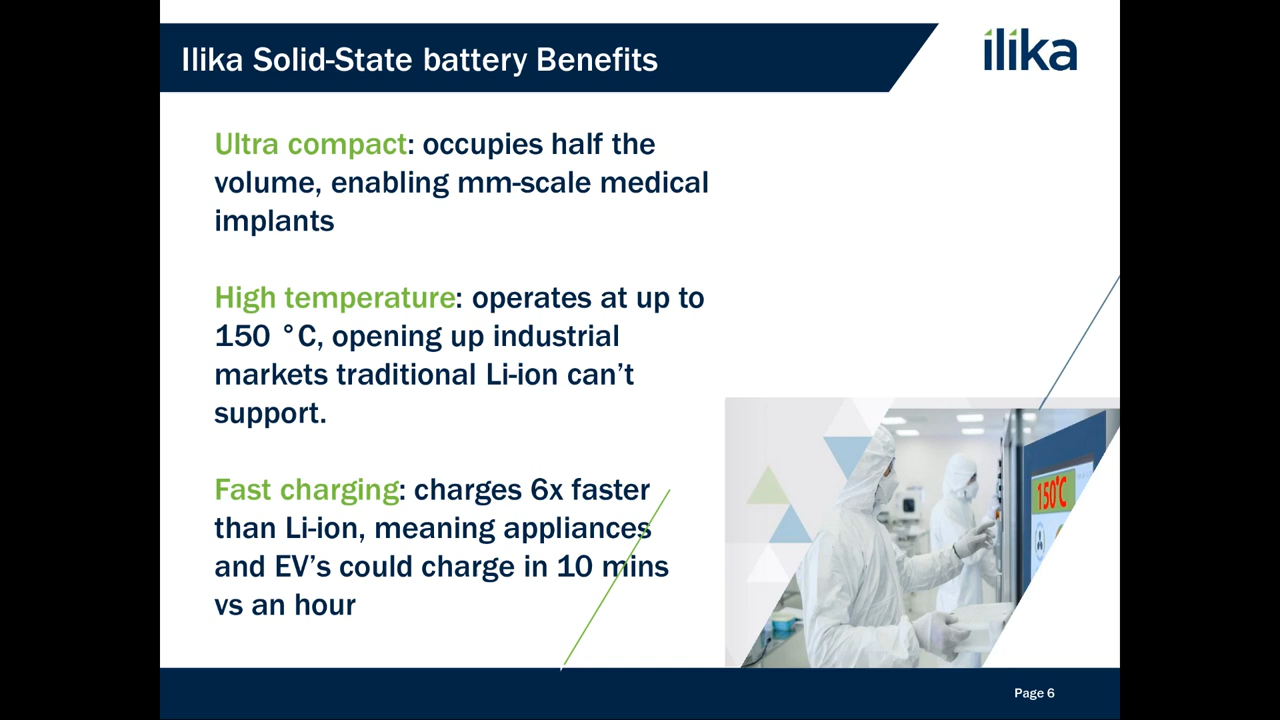 Ilika Solid-State battery Benefits
ilika
Ultra compact: occupies half the
volume, enabling mm-scale medical
implants
High temperature: operates at up to
150 °C, opening up industrial
markets traditional Li-ion can’t
support.
Fast charging: charges 6x faster
than Li-ion, meaning appliances
and EV’s could charge in 10 mins
vs an hour
150°C
Page 6